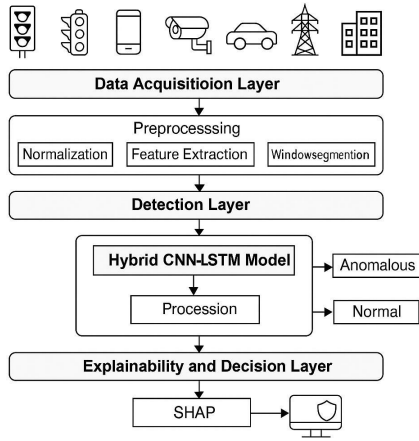 Data Acquisitioion Layer
Preprocesssing
Normalization
Feature Extraction
Windowsegmention
Detection Layer
Hybrid CNN-LSTM Model
Anomalous
Procession
Normal
Explainability and Decision Layer
SHAP